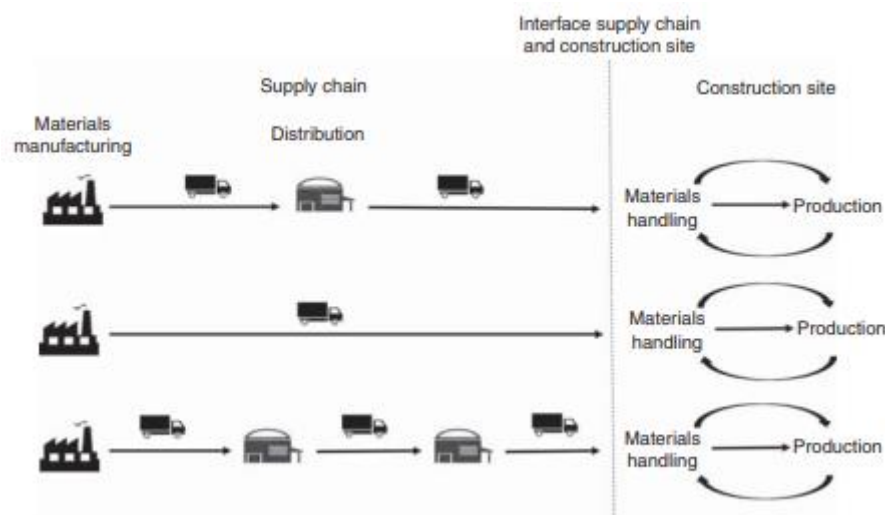 Interface supply chain
and construction site
Supply chain
Construction site
Materials
manufacturing
Distribution
Materials
handling
Production
Materials
handling
Production
Materials
handling
Production